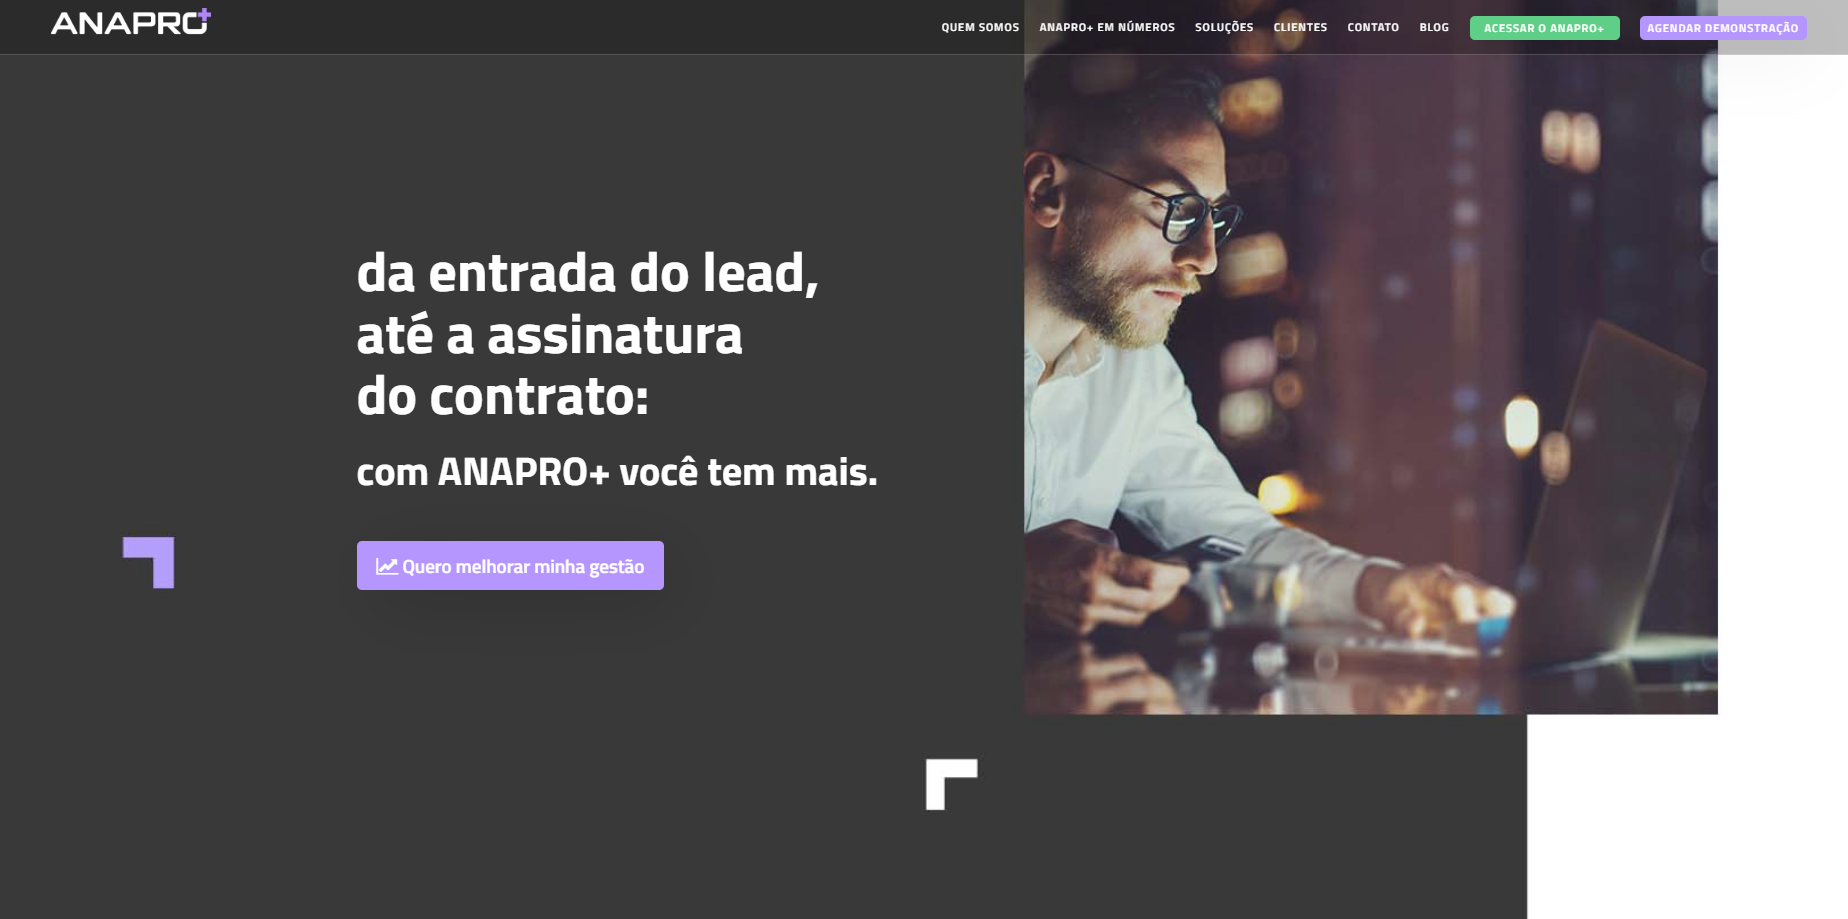 ANAPRO+
QUEM SOMOS ANAPRO+ EM NÚMEROS SOLUÇÕES CLIENTES CONTATO BLOG ACESSAR O ANAPRO+ AGENDAR DEMONSTRAÇÃO
da entrada do lead,
até a assinatura
do contrato:
com ANAPRO+ você tem mais.
Quero melhorar minha gestão